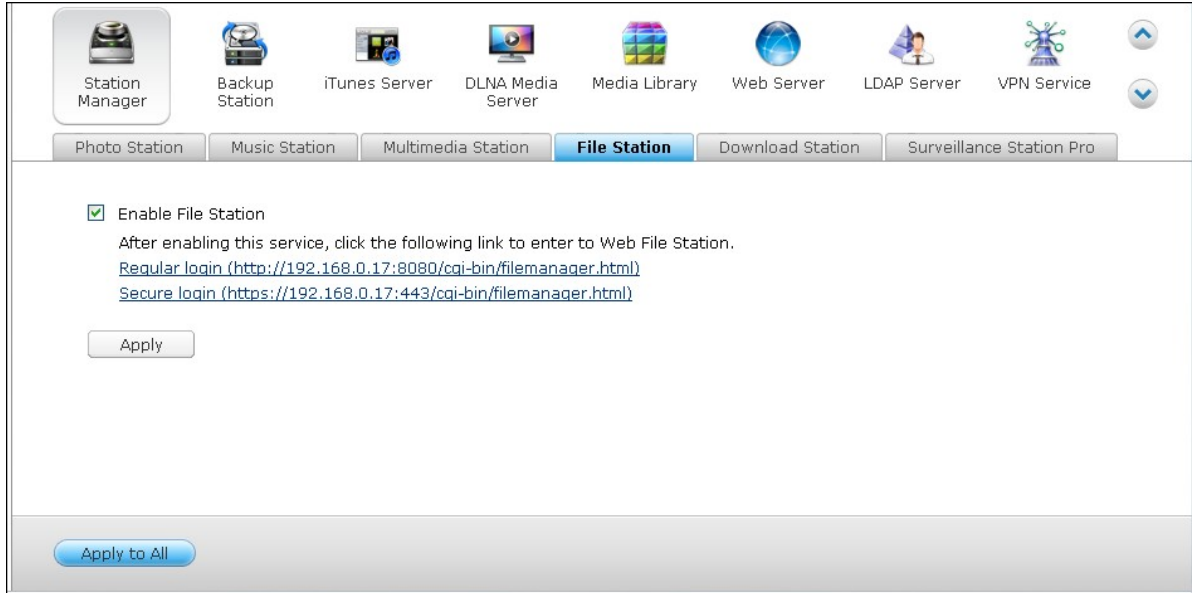 Station Manager
Backup Station
iTunes Server
DLNA Media Server
Media Library
Web Server
LDAP Server
VPN Service
Photo Station
Music Station
Multimedia Station
File Station
Download Station
Surveillance Station Pro
Enable File Station
After enabling this service, click the following link to enter to Web File Station.
Regular login (http://192.168.0.17:8080/cgi-bin/filemanager.html)
Secure login (https://192.168.0.17:443/cgi-bin/filemanager.html)
Apply
Apply to All